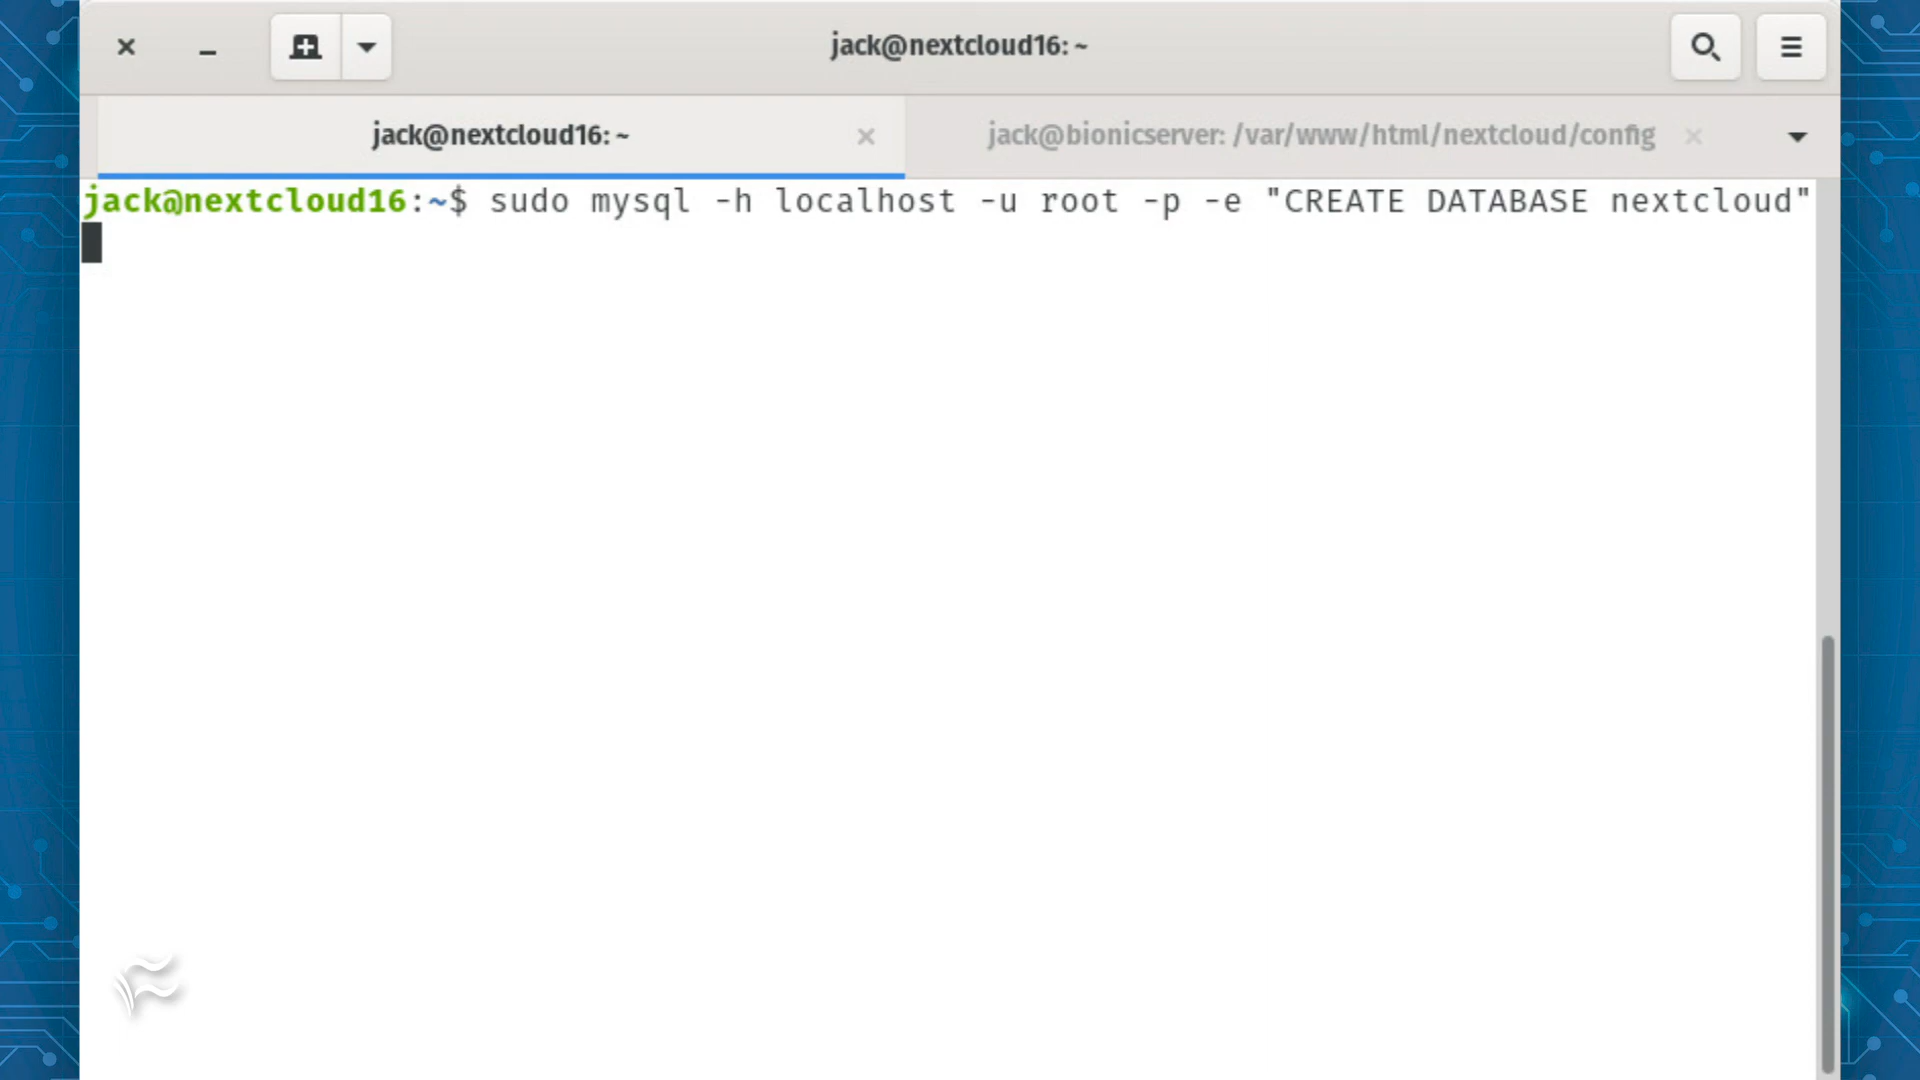 jack@nextcloud16: ~
jack@nextcloud16: ~
jack@bionicserver: /var/www/html/nextcloud/config
jack@nextcloud16:~$ sudo mysql -h localhost -u root -p -e "CREATE DATABASE nextcloud"